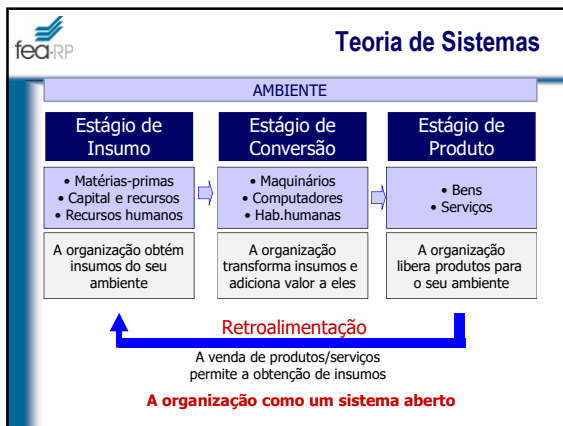 fea-RP
Teoria de Sistemas
AMBIENTE
Estágio de
Insumo
• Matérias-primas
• Capital e recursos
• Recursos humanos
A organização obtém
insumos do seu
ambiente
Estágio de
Conversão
• Maquinários
• Computadores
• Hab.humanas
A organização
transforma insumos e
adiciona valor a eles
Estágio de
Produto
• Bens
• Serviços
A organização
libera produtos para
o seu ambiente
Retroalimentação
A venda de produtos/serviços
permite a obtenção de insumos
A organização como um sistema aberto